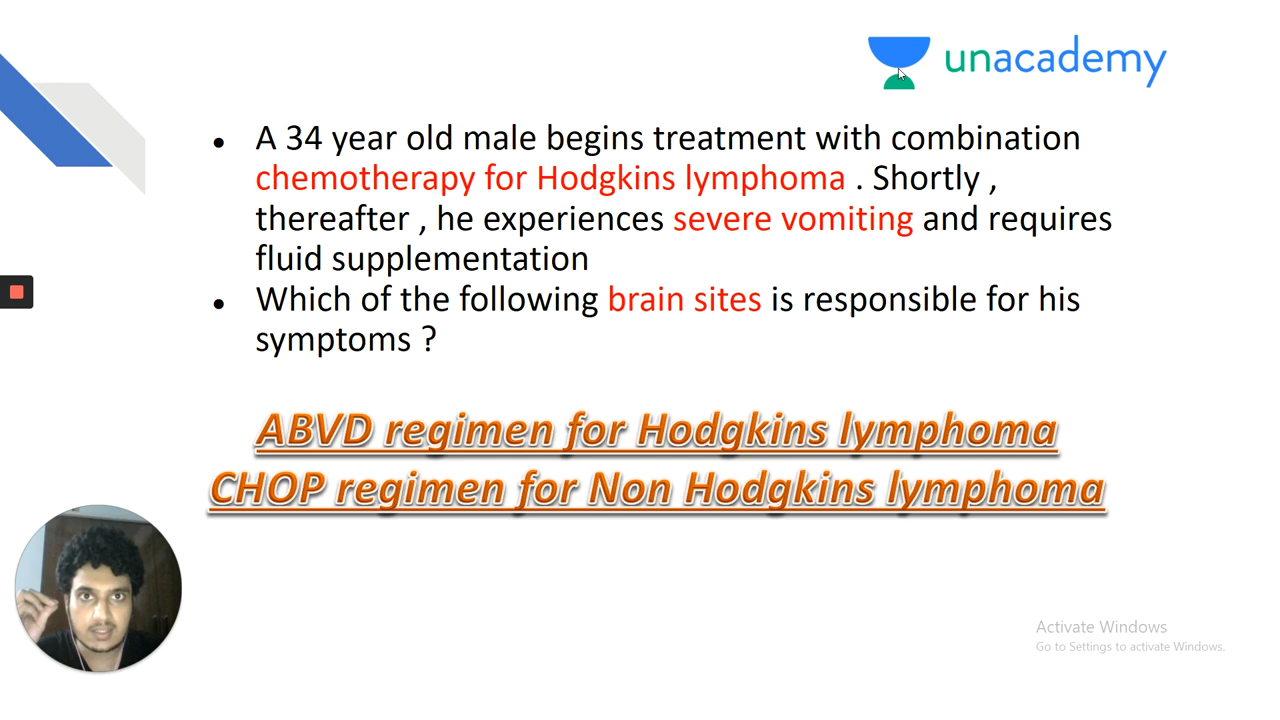 unacademy
● A 34 year old male begins treatment with combination
chemotherapy for Hodgkins lymphoma . Shortly ,
thereafter , he experiences severe vomiting and requires
fluid supplementation
● Which of the following brain sites is responsible for his
symptoms ?
ABVD regimen for Hodgkins lymphoma
CHOP regimen for Non Hodgkins lymphoma
Activate Windows
Go to Settings to activate Windows.